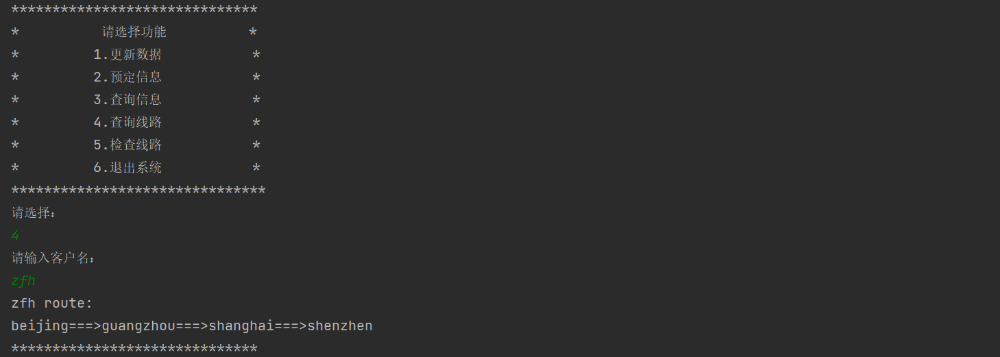 ******************************
*          请选择功能          *
*         1.更新数据           *
*         2.预定信息           *
*         3.查询信息           *
*         4.查询线路           *
*         5.检查线路           *
*         6.退出系统           *
*******************************
请选择：
4
请输入客户名：
zfh
zfh route:
beijing===>guangzhou===>shanghai===>shenzhen
******************************